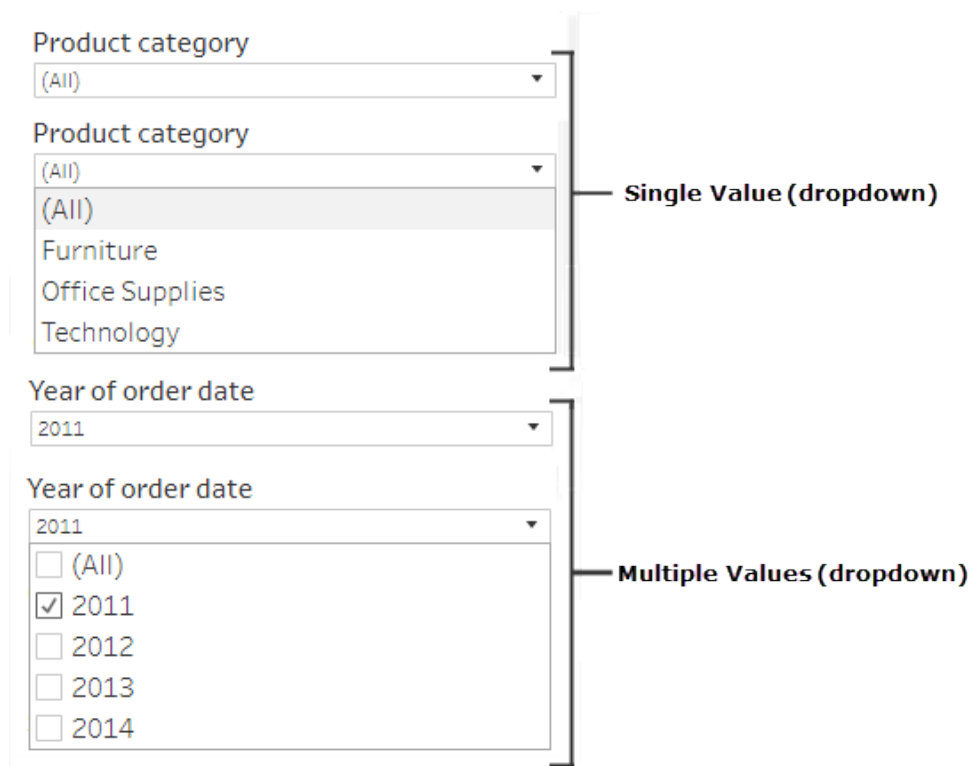 Product category
(All)
Product category
(All)
(All)
Furniture
Office Supplies
Technology
Single Value (dropdown)
Year of order date
2011
Year of order date
2011
(All)
2011
2012
2013
2014
Multiple Values (dropdown)